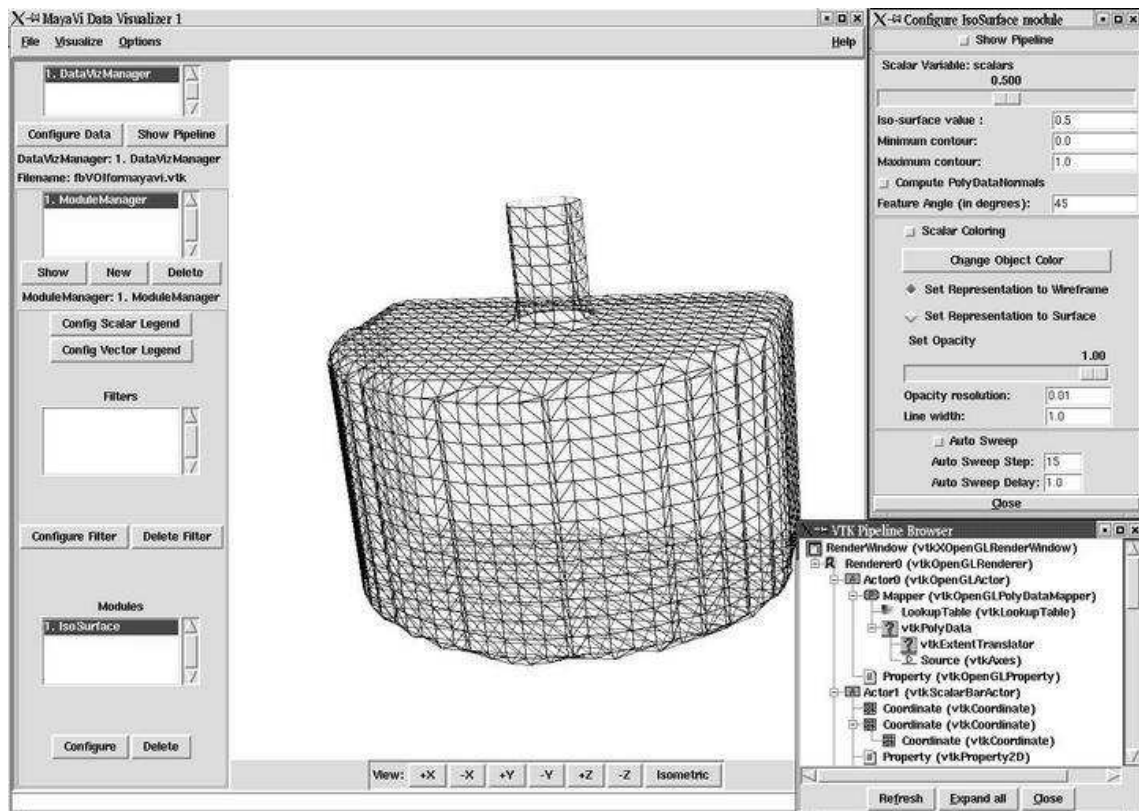 MayaVi Data Visualizer 1
File Visualize Options Help
1. DataVizManager
Configure Data Show Pipeline
DataVizManager: 1. DataVizManager
Filename: fbVOIformayavi.vtk
1. ModuleManager
Show New Delete
ModuleManager: 1. ModuleManager
Config Scalar Legend
Config Vector Legend
Filters
Configure Filter Delete Filter
Modules
1. IsoSurface
Configure Delete
View: +X -X +Y -Y +Z -Z Isometric
Configure IsoSurface module
Show Pipeline
Scalar Variable: scalars
0.500
Iso-surface value : 0.5
Minimum contour: 0.0
Maximum contour: 1.0
Compute PolyDataNormals
Feature Angle (in degrees): 45
Scalar Coloring
Change Object Color
Set Representation to Wireframe
Set Representation to Surface
Set Opacity
1.00
Opacity resolution: 0.01
Line width: 1.0
Auto Sweep
Auto Sweep Step: 15
Auto Sweep Delay: 1.0
Close
VTK Pipeline Browser
RenderWindow (vtkXOpenGLRenderWindow)
Renderer0 (vtkOpenGLRenderer)
Actor0 (vtkOpenGLActor)
Mapper (vtkOpenGLPolyDataMapper)
LookupTable (vtkLookupTable)
vtkPolyData
vtkExtentTranslator
Source (vtkAxes)
Property (vtkOpenGLProperty)
Actor1 (vtkScalarBarActor)
Coordinate (vtkCoordinate)
Coordinate (vtkCoordinate)
Coordinate (vtkCoordinate)
Property (vtkProperty2D)
Refresh Expand all Close